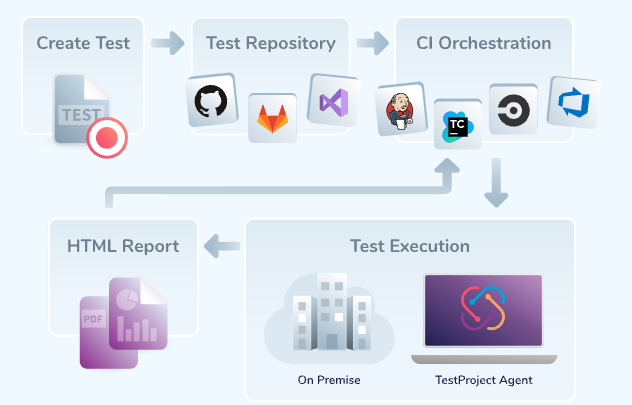 Create Test
Test Repository
CI Orchestration
TEST
TC
HTML Report
Test Execution
PDF
On Premise
TestProject Agent